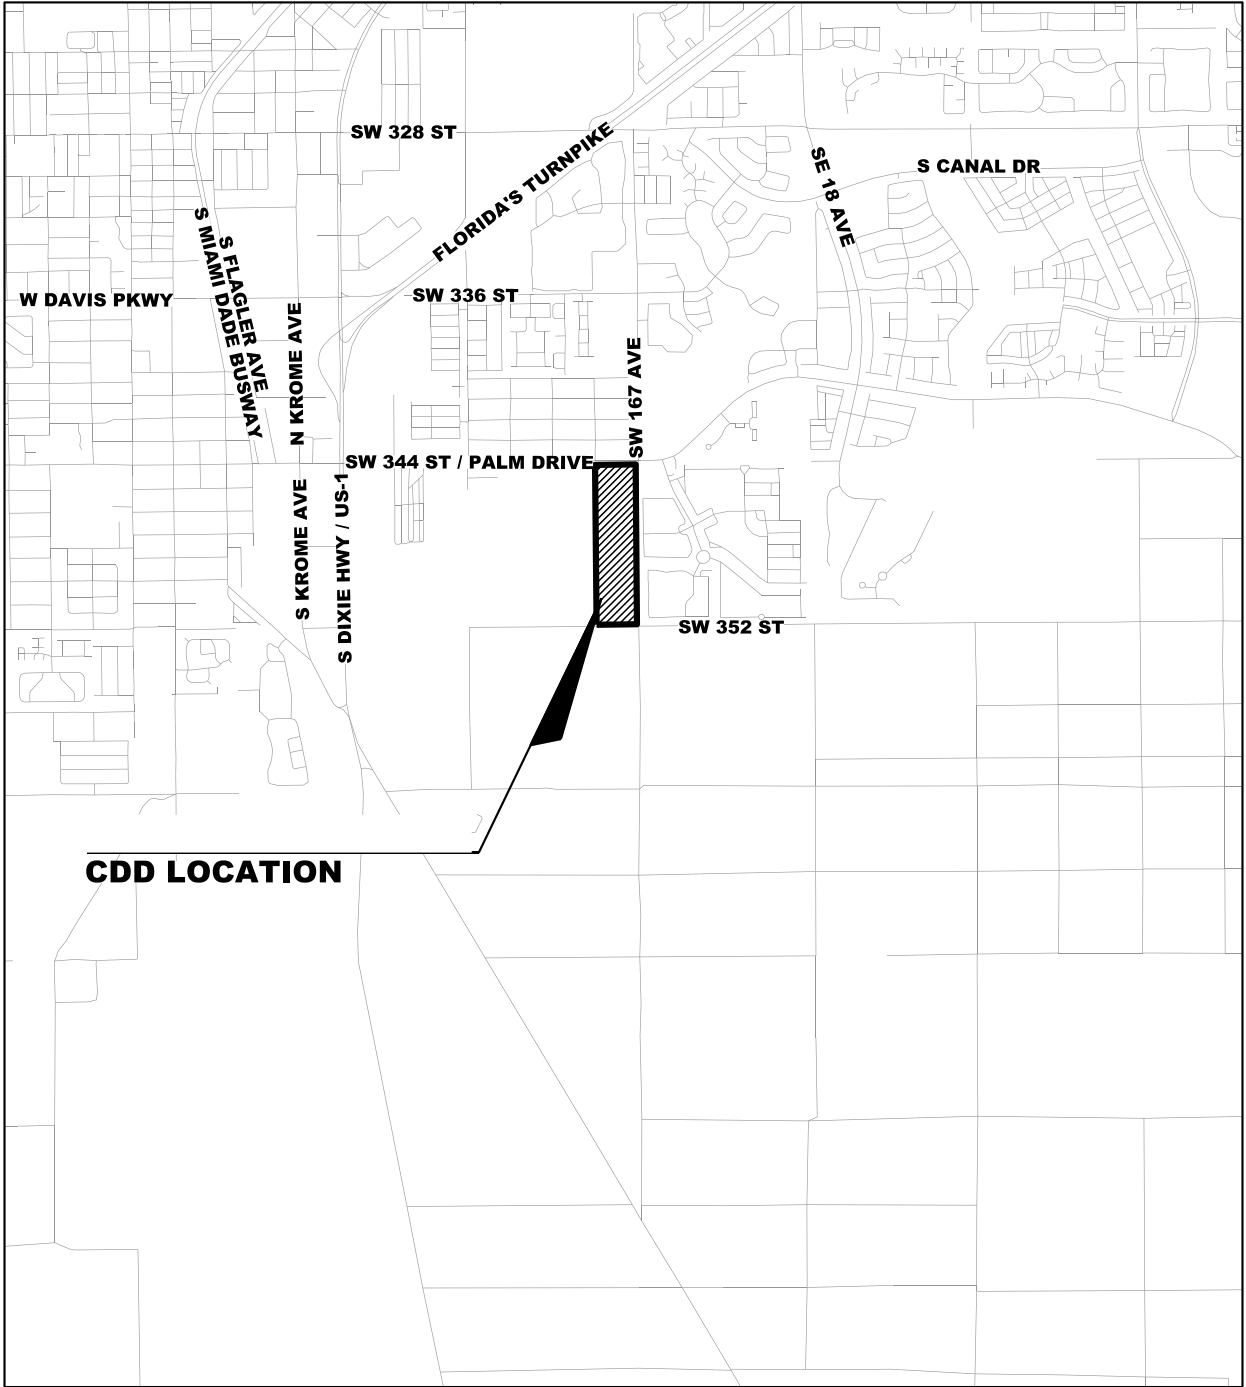 SW 328 ST
S CANAL DR
SE 18 AVE
FLORIDA'S TURNPIKE
S MIAMI DADE BUSWAY
S FLAGLER AVE
W DAVIS PKWY
SW 336 ST
N KROME AVE
SW 167 AVE
SW 344 ST / PALM DRIVE
S KROME AVE
S DIXIE HWY / US-1
SW 352 ST
CDD LOCATION